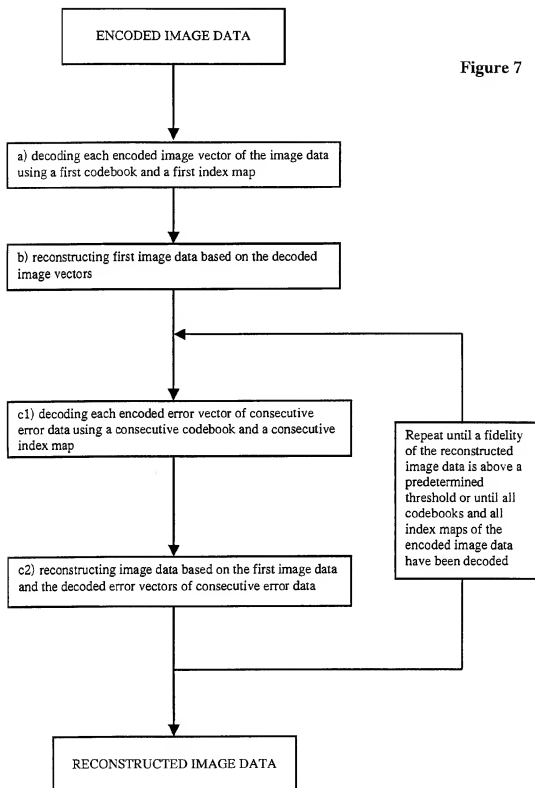 ENCODED IMAGE DATA
Figure 7
a) decoding each encoded image vector of the image data
using a first codebook and a first index map
b) reconstructing first image data based on the decoded
image vectors
c1) decoding each encoded error vector of consecutive
error data using a consecutive codebook and a consecutive
index map
Repeat until a fidelity
of the reconstructed
image data is above a
predetermined
threshold or until all
codebooks and all
index maps of the
encoded image data
have been decoded
c2) reconstructing image data based on the first image data
and the decoded error vectors of consecutive error data
RECONSTRUCTED IMAGE DATA